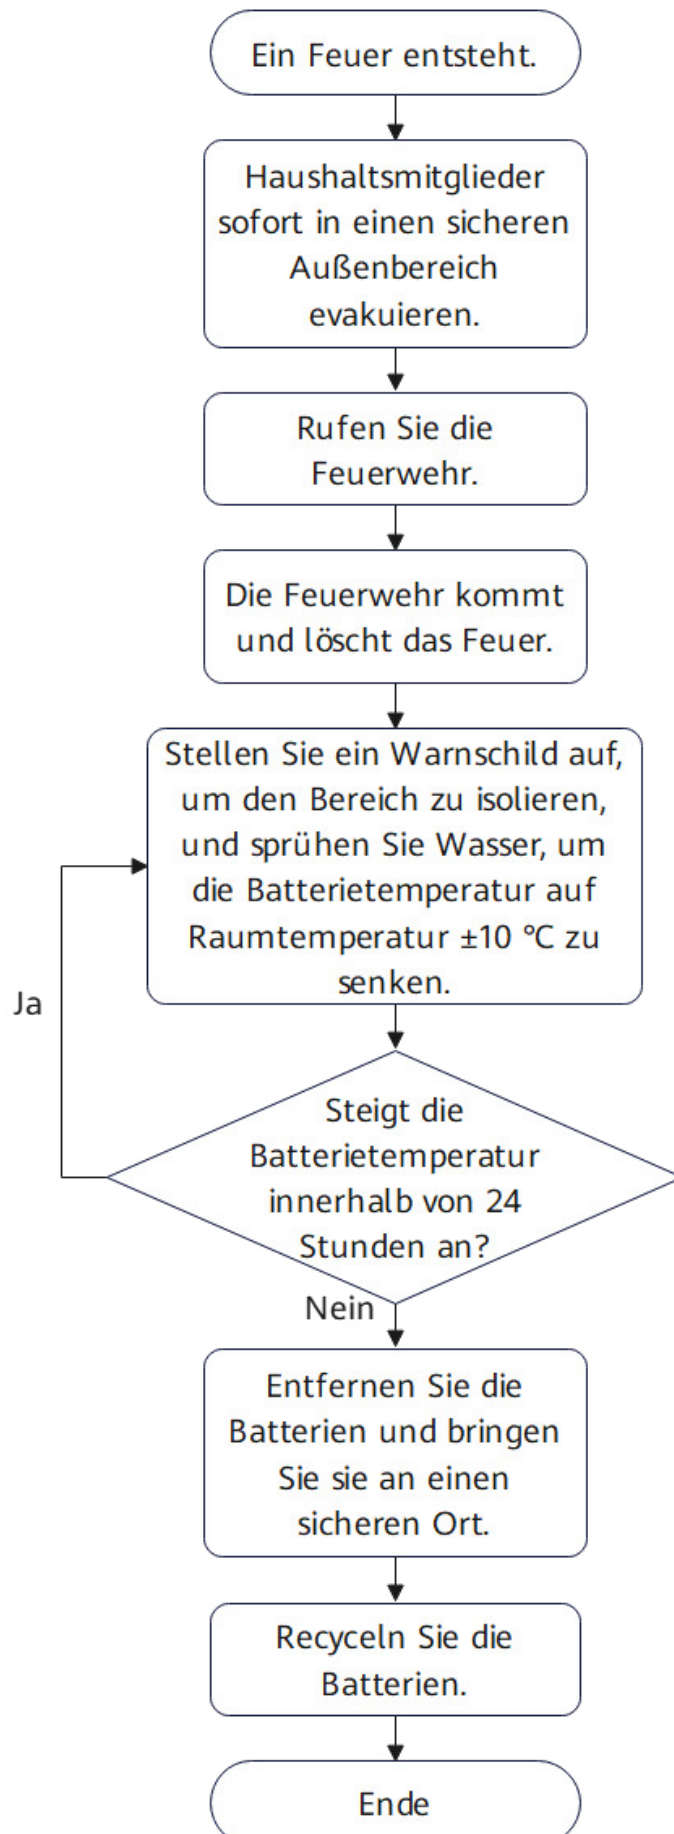 Ein Feuer entsteht.
Haushaltsmitglieder
sofort in einen sicheren
Außenbereich
evakuieren.
Rufen Sie die
Feuerwehr.
Die Feuerwehr kommt
und löscht das Feuer.
Stellen Sie ein Warnschild auf,
um den Bereich zu isolieren,
und sprühen Sie Wasser, um
die Batterietemperatur auf
Raumtemperatur ±10 °C zu
senken.
Ja
Steigt die
Batterietemperatur
innerhalb von 24
Stunden an?
Nein
Entfernen Sie die
Batterien und bringen
Sie sie an einen
sicheren Ort.
Recyceln Sie die
Batterien.
Ende